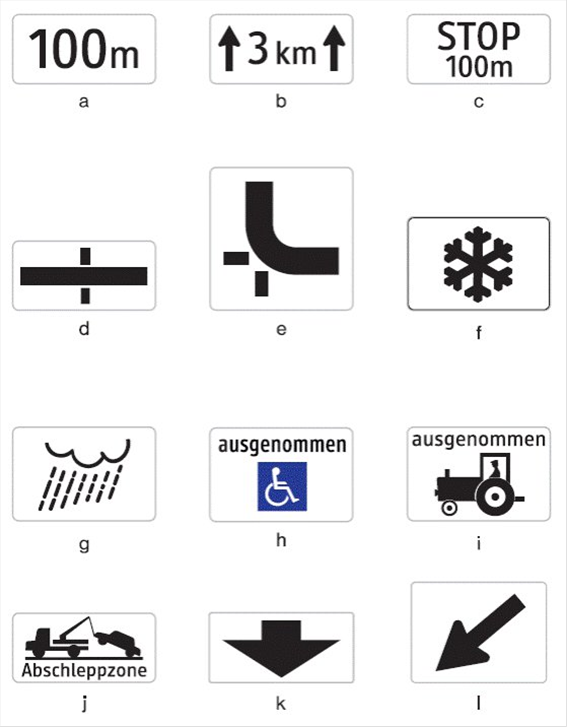 100m
3 km
STOP
100m
a
b
c
d
e
f
ausgenommen
ausgenommen
g
h
i
Abschleppzone
j
k
l